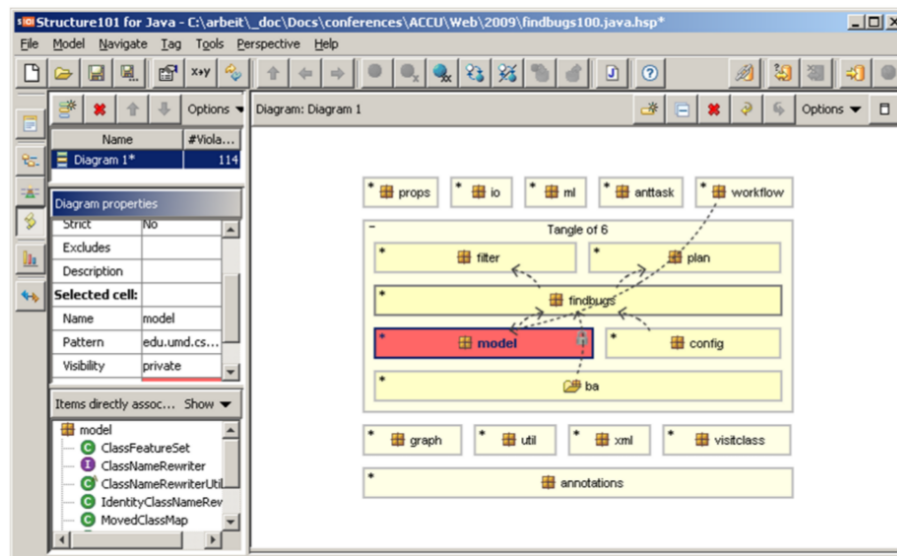 Structure101 for Java - C:\arbeit\_doc\Docs\conferences\ACCU\Web\2009\findbugs100.java.hsp*
File Model Navigate Tag Tools Perspective Help
x+y
J
?
Options
Diagram: Diagram 1
Options
Name #Viola...
Diagram 1* 114
Diagram properties
Strict No
Excludes
Description
Selected cell:
Name model
Pattern edu.umd.cs...
Visibility private
Items directly assoc... Show
model
C ClassFeatureSet
I ClassNameRewriter
C ClassNameRewriterUtil
C IdentityClassNameRew
C MovedClassMap
* props * io * ml * anttask * workflow
- Tangle of 6
* filter * plan
* findbugs
* model * config
* ba
* graph * util * xml * visitclass
* annotations